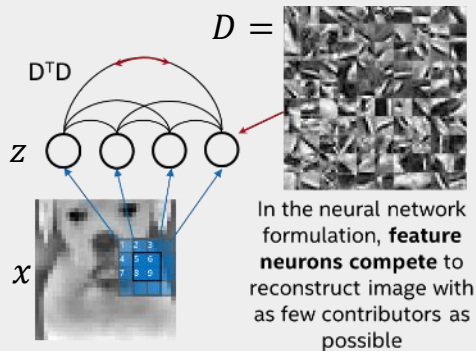 D =
DᵀD
z
x
1 2 3
4 5 6
7 8 9
In the neural network
formulation, feature
neurons compete to
reconstruct image with
as few contributors as
possible